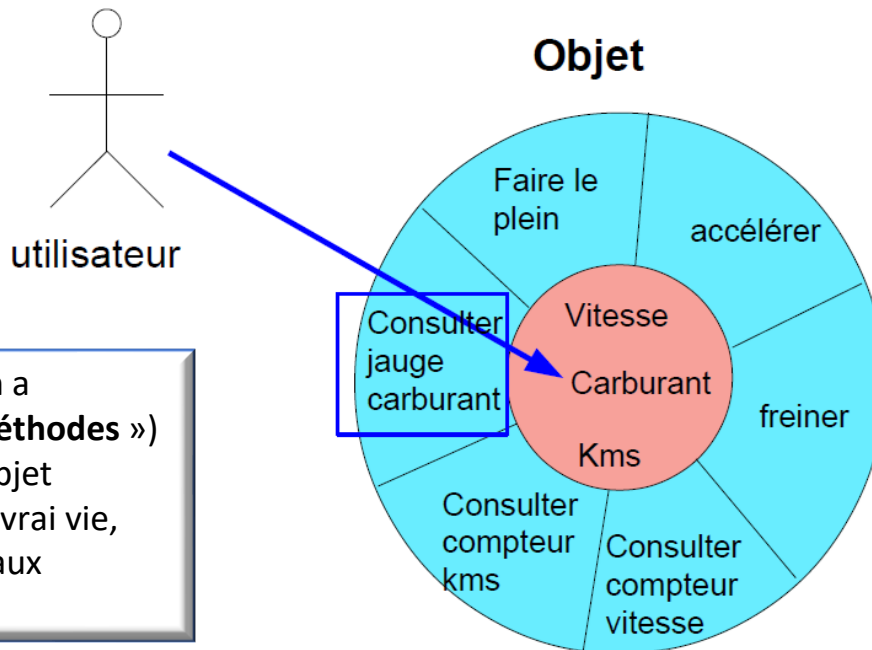 Objet
utilisateur
Faire le
plein
accélérer
Vitesse
Carburant
Kms
Consulter
jauge
carburant
freiner
Consulter
compteur
kms
Consulter
compteur
vitesse
a
éthodes »)
bjet
vrai vie,
aux